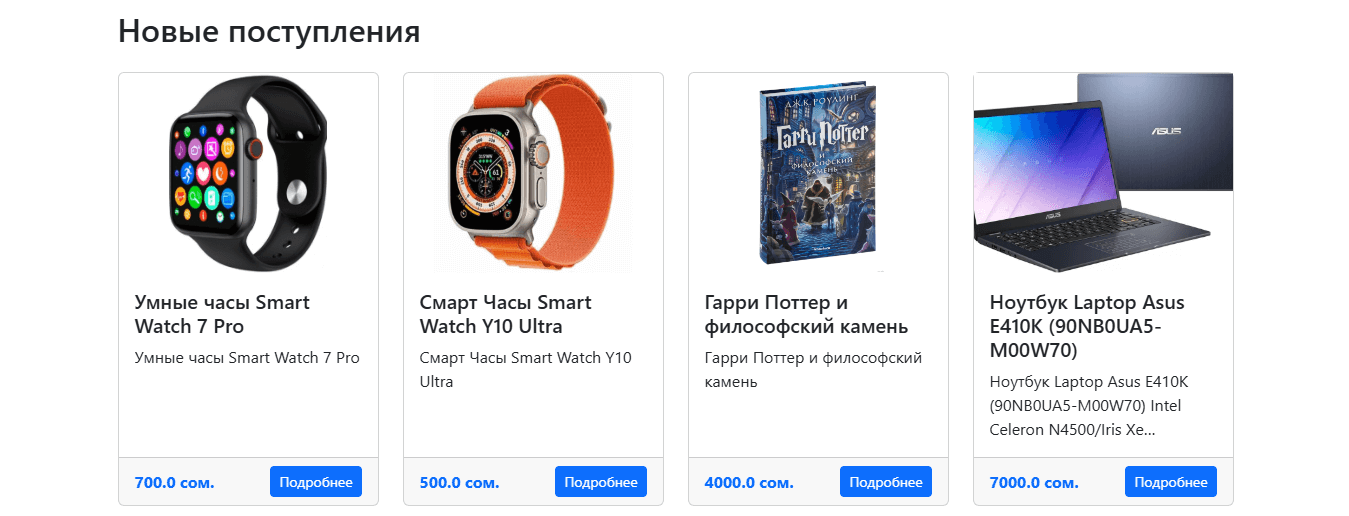 Новые поступления
ДЖ.К. РОУЛИНГ
Гарри Поттер
и
философский
камень
ASUS
ASUS
Умные часы Smart
Watch 7 Pro
Умные часы Smart Watch 7 Pro
700.0 сом.
Подробнее
Смарт Часы Smart
Watch Y10 Ultra
Смарт Часы Smart Watch Y10
Ultra
500.0 сом.
Подробнее
Гарри Поттер и
философский камень
Гарри Поттер и философский
камень
4000.0 сом.
Подробнее
Ноутбук Laptop Asus
E410K (90NB0UA5-
M00W70)
Ноутбук Laptop Asus E410K
(90NB0UA5-M00W70) Intel
Celeron N4500/Iris Xe...
7000.0 сом.
Подробнее